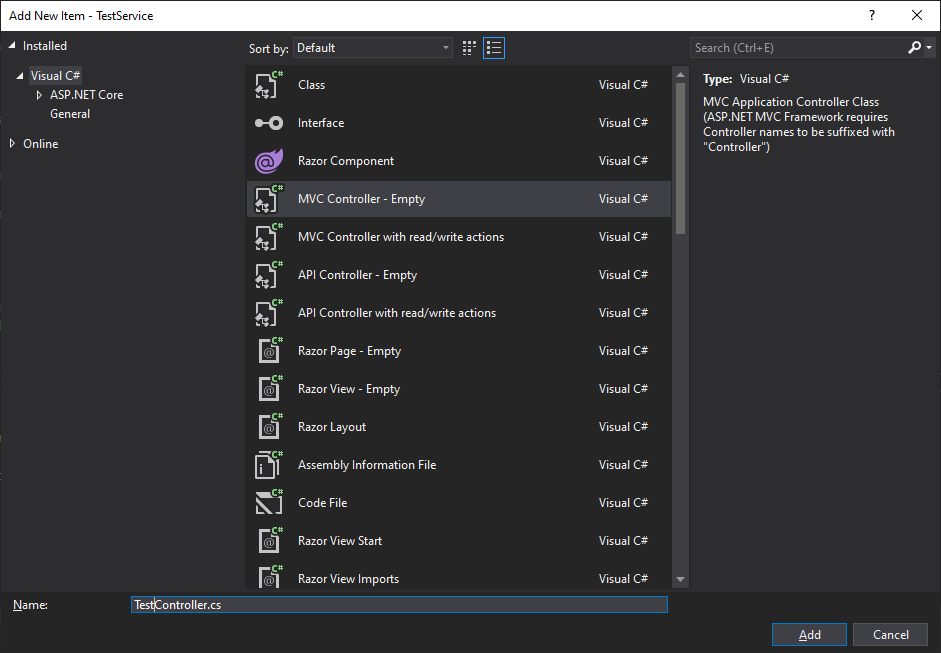 Add New Item - TestService
?
Installed
Visual C#
ASP.NET Core
General
Online
Sort by: Default
Search (Ctrl+E)
C# Class Visual C#
Interface Visual C#
@ Razor Component Visual C#
C# MVC Controller - Empty Visual C#
C# MVC Controller with read/write actions Visual C#
C# API Controller - Empty Visual C#
C# API Controller with read/write actions Visual C#
C# @ Razor Page - Empty Visual C#
C# @ Razor View - Empty Visual C#
C# @ Razor Layout Visual C#
C# i Assembly Information File Visual C#
C# Code File Visual C#
C# @ Razor View Start Visual C#
C# @ Razor View Imports Visual C#
Type: Visual C#
MVC Application Controller Class
(ASP.NET MVC Framework requires
Controller names to be suffixed with
"Controller")
Name: TestController.cs
Add Cancel